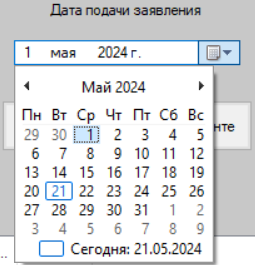 Дата подачи заявления
1 мая 2024 г.
Май 2024
Пн Вт Ср Чт Пт Сб Вс
29 30 1 2 3 4 5
6 7 8 9 10 11 12
13 14 15 16 17 18 19
20 21 22 23 24 25 26
27 28 29 30 31 1 2
3 4 5 6 7 8 9
Сегодня: 21.05.2024
нте
..